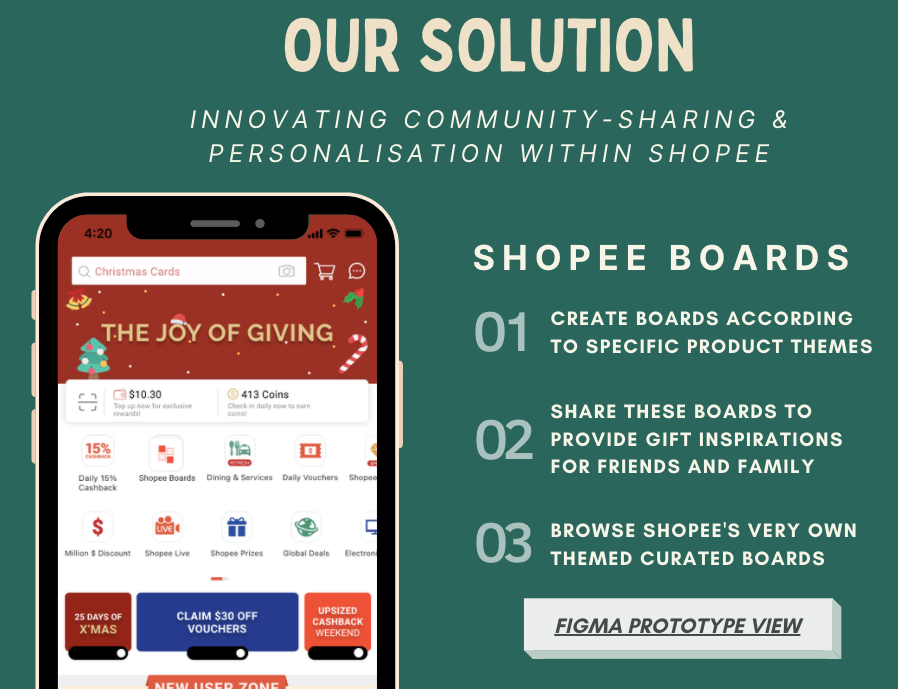 OUR SOLUTION
INNOVATING COMMUNITY-SHARING &
PERSONALISATION WITHIN SHOPEE
4:20
Christmas Cards
THE JOY OF GIVING
$10.30
Top up now for exclusive
rewards!
413 Coins
Check in daily now to earn
coins!
15%
CASHBACK
Daily 15%
Cashback
Shopee Boards
REFRESH
Dining & Services
Daily Vouchers
Shopee
$
Million $ Discount
LIVE
Shopee Live
Shopee Prizes
Global Deals
Electroni
25 DAYS OF
X'MAS
CLAIM $30 OFF
VOUCHERS
UPSIZED
CASHBACK
WEEKEND
NEW USER ZONE
SHOPEE BOARDS
01
CREATE BOARDS ACCORDING
TO SPECIFIC PRODUCT THEMES
02
SHARE THESE BOARDS TO
PROVIDE GIFT INSPIRATIONS
FOR FRIENDS AND FAMILY
03
BROWSE SHOPEE'S VERY OWN
THEMED CURATED BOARDS
FIGMA PROTOTYPE VIEW